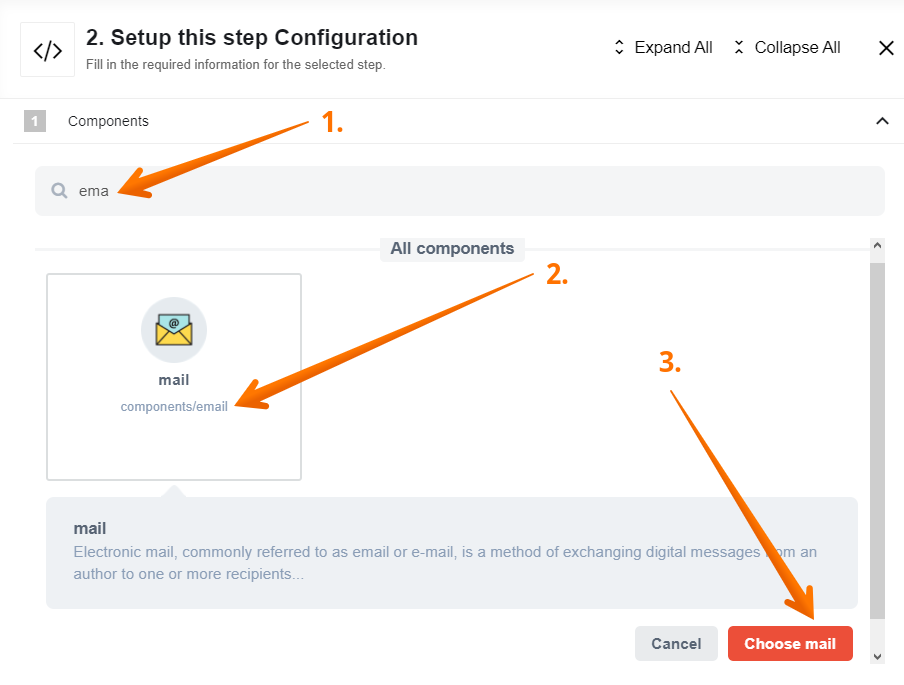 </>
2. Setup this step Configuration
Fill in the required information for the selected step.
Expand All
Collapse All
1
Components
1.
ema
All components
2.
@
mail
components/email
3.
mail
Electronic mail, commonly referred to as email or e-mail, is a method of exchanging digital messages from an
author to one or more recipients...
Cancel
Choose mail